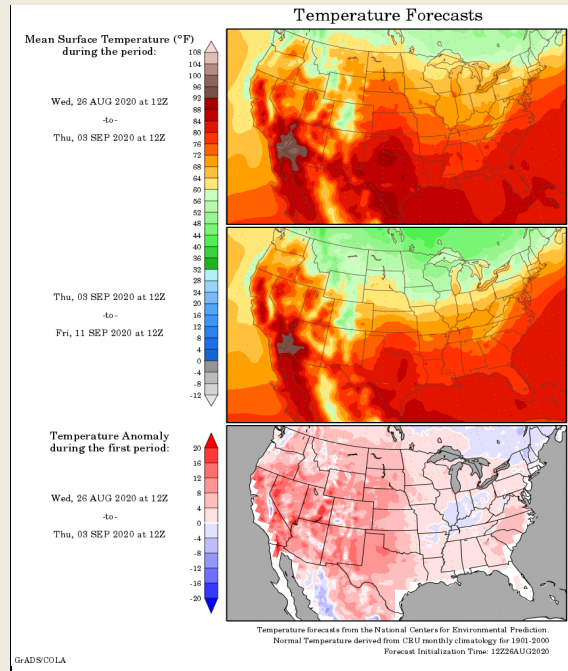 Temperature Forecasts
Mean Surface Temperature (°F)
during the period:
Wed, 26 AUG 2020 at 12Z
-to-
Thu, 03 SEP 2020 at 12Z
108
104
100
96
92
88
84
80
76
72
68
64
60
56
52
48
44
40
36
32
28
24
20
16
12
8
4
0
-4
-8
-12
Thu, 03 SEP 2020 at 12Z
-to-
Fri, 11 SEP 2020 at 12Z
Temperature Anomaly
during the first period:
Wed, 26 AUG 2020 at 12Z
-to-
Thu, 03 SEP 2020 at 12Z
20
16
12
8
4
0
-4
-8
-12
-16
-20
Temperature forecasts from the National Centers for Environmental Prediction.
Normal Temperature derived from CRU monthly climatology for 1901-2000
Forecast Initialization Time: 12Z26AUG2020
GrADS/COLA